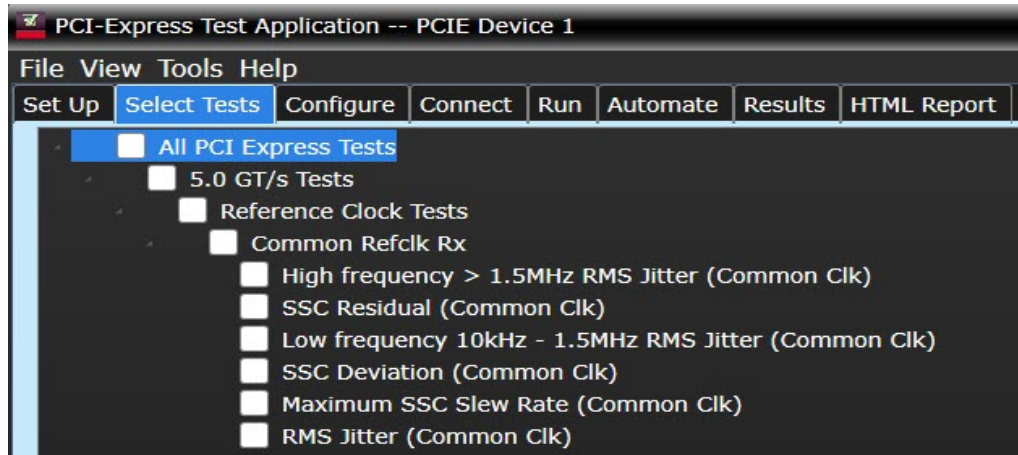 PCI-Express Test Application -- PCIE Device 1
File View Tools Help
Set Up Select Tests Configure Connect Run Automate Results HTML Report
All PCI Express Tests
5.0 GT/s Tests
Reference Clock Tests
Common Refclk Rx
High frequency > 1.5MHz RMS Jitter (Common Clk)
SSC Residual (Common Clk)
Low frequency 10kHz - 1.5MHz RMS Jitter (Common Clk)
SSC Deviation (Common Clk)
Maximum SSC Slew Rate (Common Clk)
RMS Jitter (Common Clk)